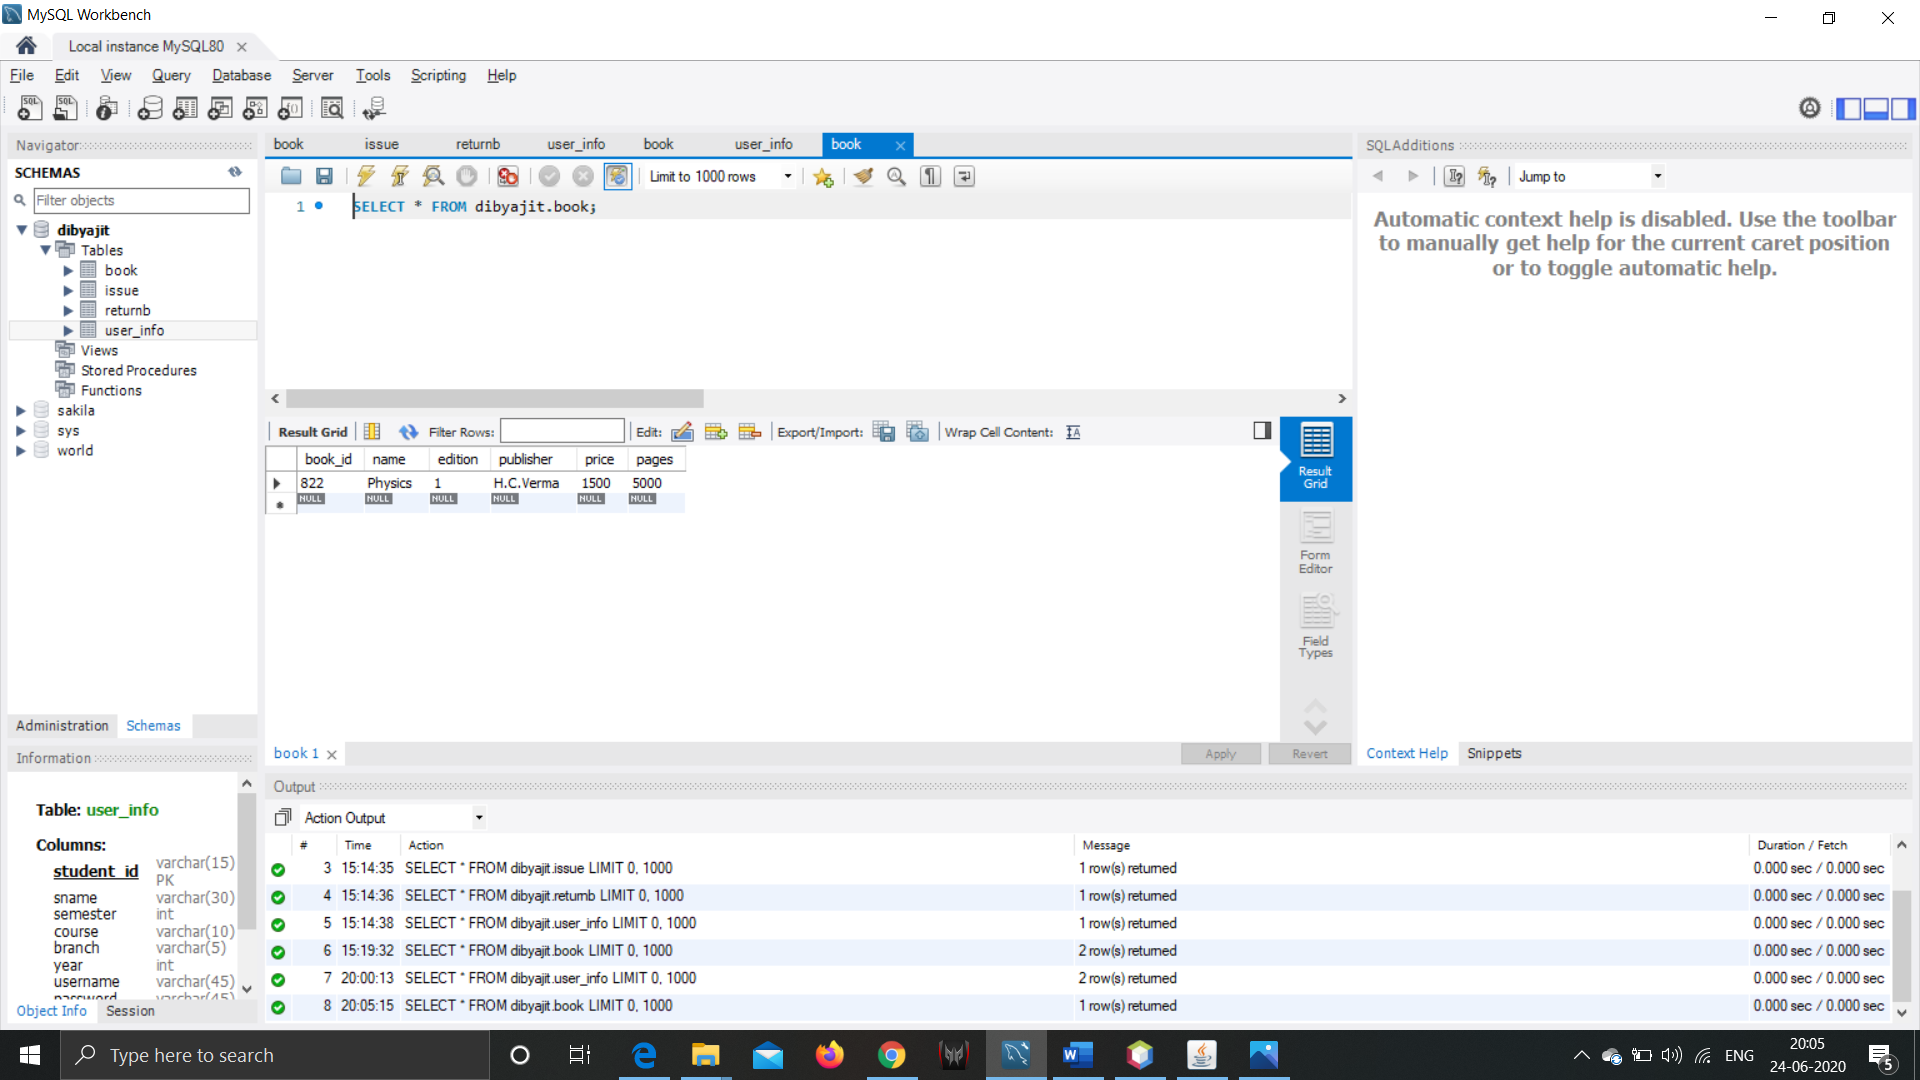 MySQL Workbench
Local instance MySQL80
File Edit View Query Database Server Tools Scripting Help
Navigator
SCHEMAS
Filter objects
dibyajit
Tables
book
issue
returnb
user_info
Views
Stored Procedures
Functions
sakila
sys
world
Administration Schemas
Information
Table: user_info
Columns:
student_id varchar(15) PK
sname varchar(30)
semester int
course varchar(10)
branch varchar(5)
year int
username varchar(45)
password varchar(45)
Object Info Session
book issue returnb user_info book user_info book
Limit to 1000 rows
1 SELECT * FROM dibyajit.book;
Result Grid Filter Rows: Edit: Export/Import: Wrap Cell Content:
book_id name edition publisher price pages
822 Physics 1 H.C.Verma 1500 5000
NULL NULL NULL NULL NULL NULL
Result Grid
Form Editor
Field Types
book 1 Apply Revert
SQLAdditions
Jump to
Automatic context help is disabled. Use the toolbar
to manually get help for the current caret position
or to toggle automatic help.
Context Help Snippets
Output
Action Output
# Time Action Message Duration / Fetch
3 15:14:35 SELECT * FROM dibyajit.issue LIMIT 0, 1000 1 row(s) returned 0.000 sec / 0.000 sec
4 15:14:36 SELECT * FROM dibyajit.returnb LIMIT 0, 1000 1 row(s) returned 0.000 sec / 0.000 sec
5 15:14:38 SELECT * FROM dibyajit.user_info LIMIT 0, 1000 1 row(s) returned 0.000 sec / 0.000 sec
6 15:19:32 SELECT * FROM dibyajit.book LIMIT 0, 1000 2 row(s) returned 0.000 sec / 0.000 sec
7 20:00:13 SELECT * FROM dibyajit.user_info LIMIT 0, 1000 2 row(s) returned 0.000 sec / 0.000 sec
8 20:05:15 SELECT * FROM dibyajit.book LIMIT 0, 1000 1 row(s) returned 0.000 sec / 0.000 sec
Type here to search
ENG
20:05
24-06-2020
5